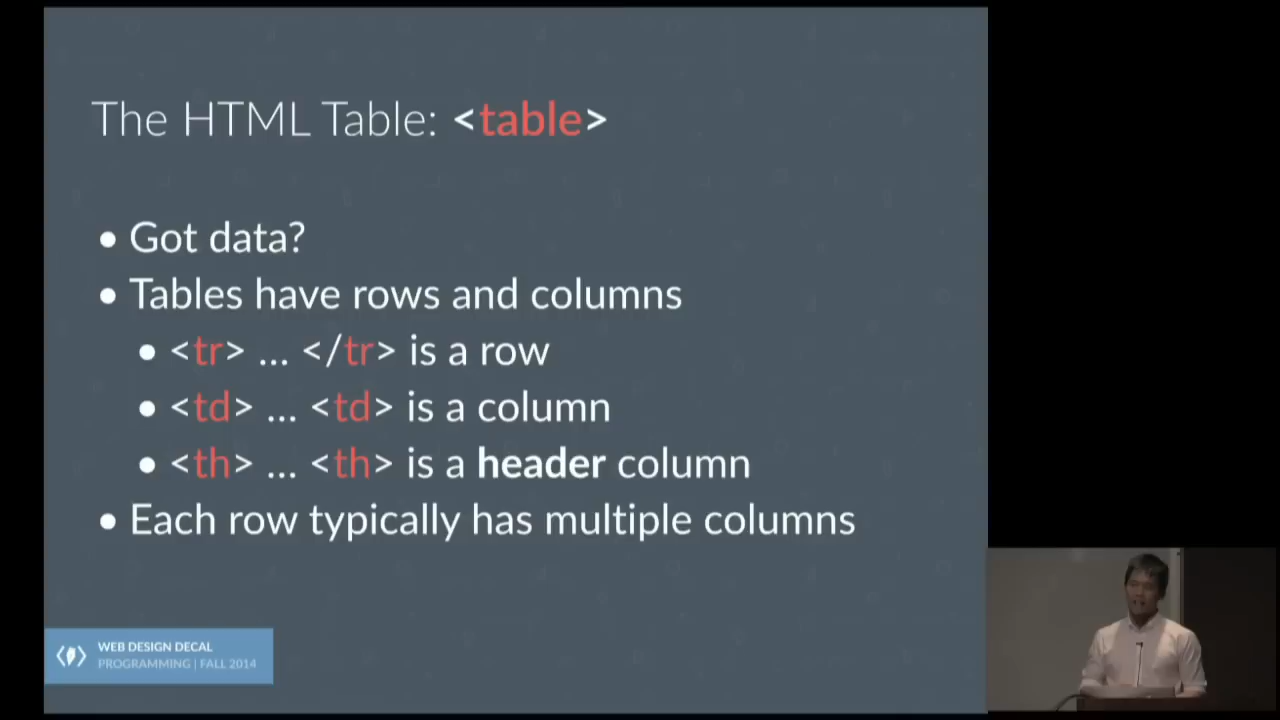 The HTML Table: <table>
• Got data?
• Tables have rows and columns
• <tr> ... </tr> is a row
• <td> ... <td> is a column
• <th> ... <th> is a header column
• Each row typically has multiple columns
WEB DESIGN DECAL
PROGRAMMING | FALL 2014